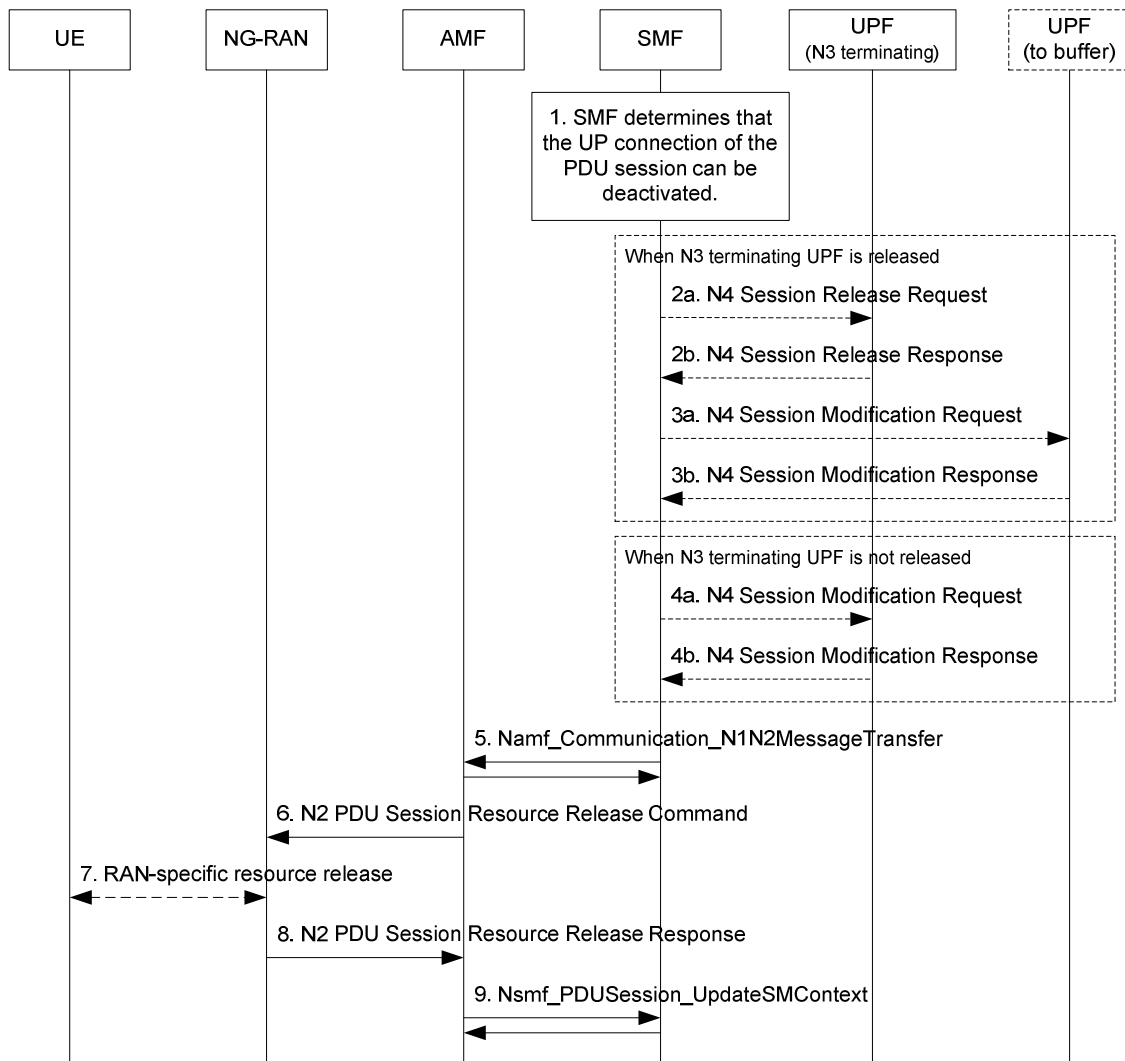 UE
NG-RAN
AMF
SMF
UPF
(N3 terminating)
UPF
(to buffer)
1. SMF determines that
the UP connection of the
PDU session can be
deactivated.
When N3 terminating UPF is released
2a. N4 Session Release Request
2b. N4 Session Release Response
3a. N4 Session Modification Request
3b. N4 Session Modification Response
When N3 terminating UPF is not released
4a. N4 Session Modification Request
4b. N4 Session Modification Response
5. Namf_Communication_N1N2MessageTransfer
6. N2 PDU Session Resource Release Command
7. RAN-specific resource release
8. N2 PDU Session Resource Release Response
9. Nsmf_PDUSession_UpdateSMContext